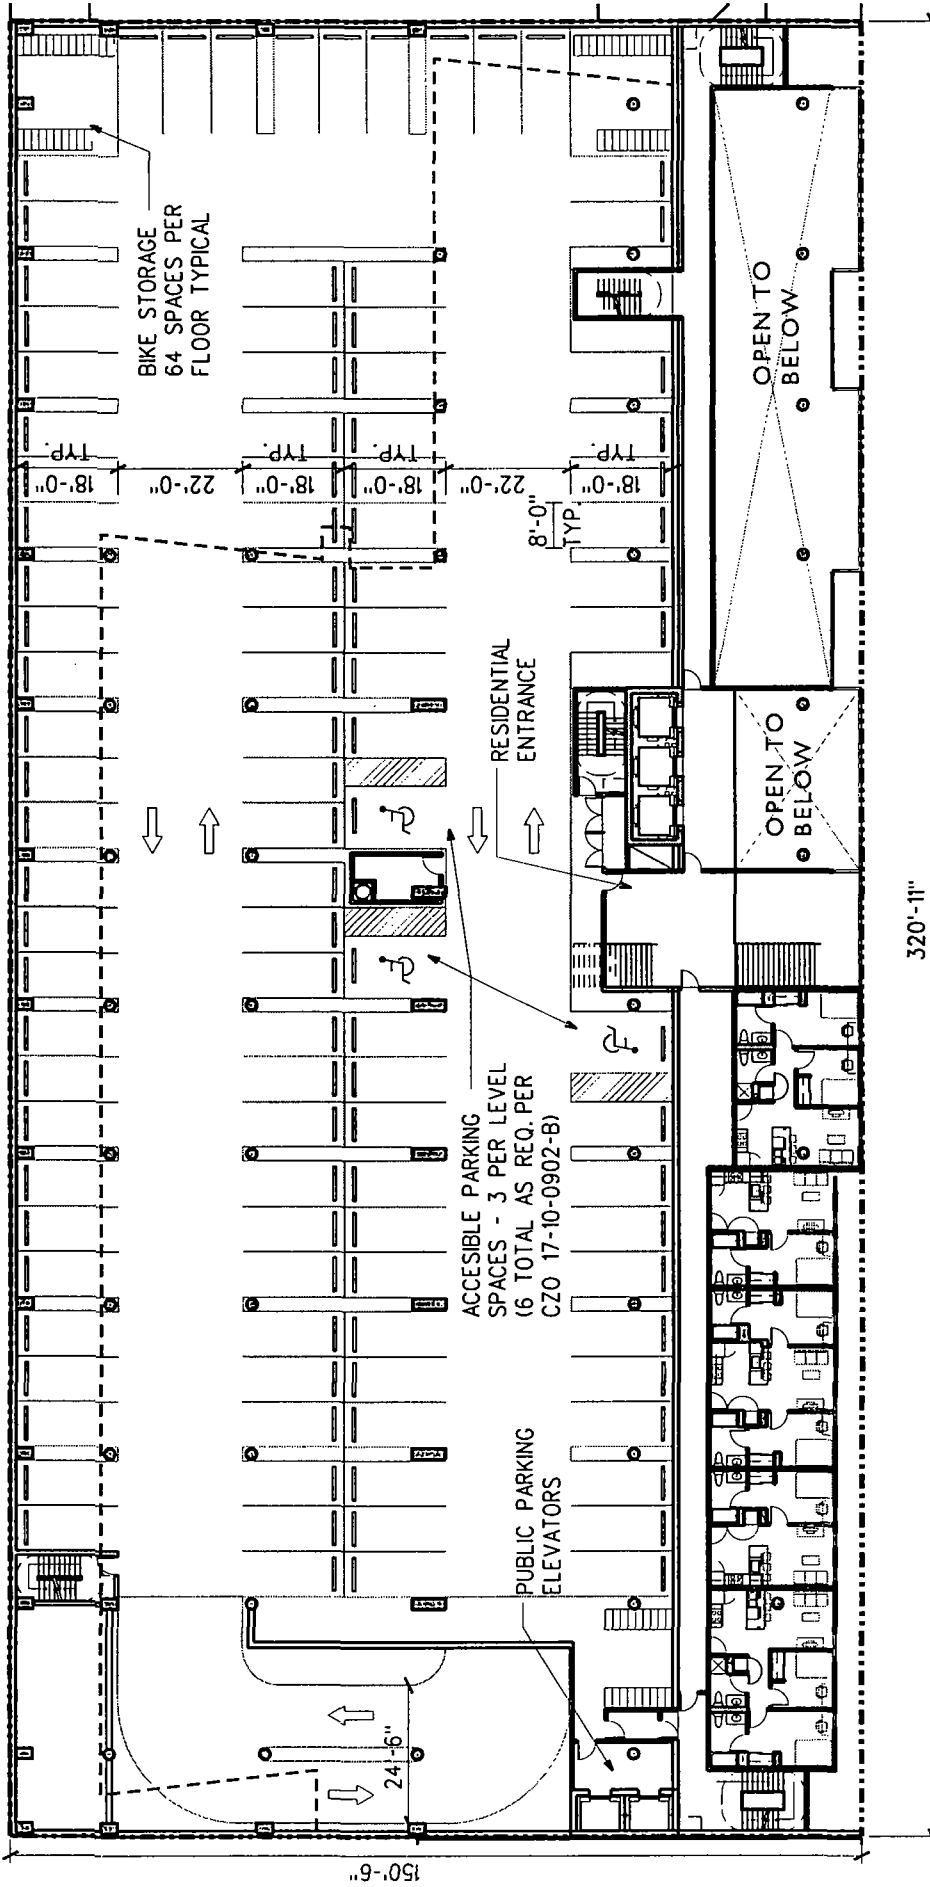 BIKE STORAGE
64 SPACES PER
FLOOR TYPICAL
18'-0"
TYP.
22'-0"
18'-0"
TYP.
18'-0"
TYP.
22'-0"
18'-0"
TYP.
8'-0"
TYP.
OPEN TO
BELOW
RESIDENTIAL
ENTRANCE
OPEN TO
BELOW
ACCESIBLE PARKING
SPACES - 3 PER LEVEL
(6 TOTAL AS REQ. PER
CZO 17-10-0902-B)
PUBLIC PARKING
ELEVATORS
24'-6"
150'-6"
320'-11"